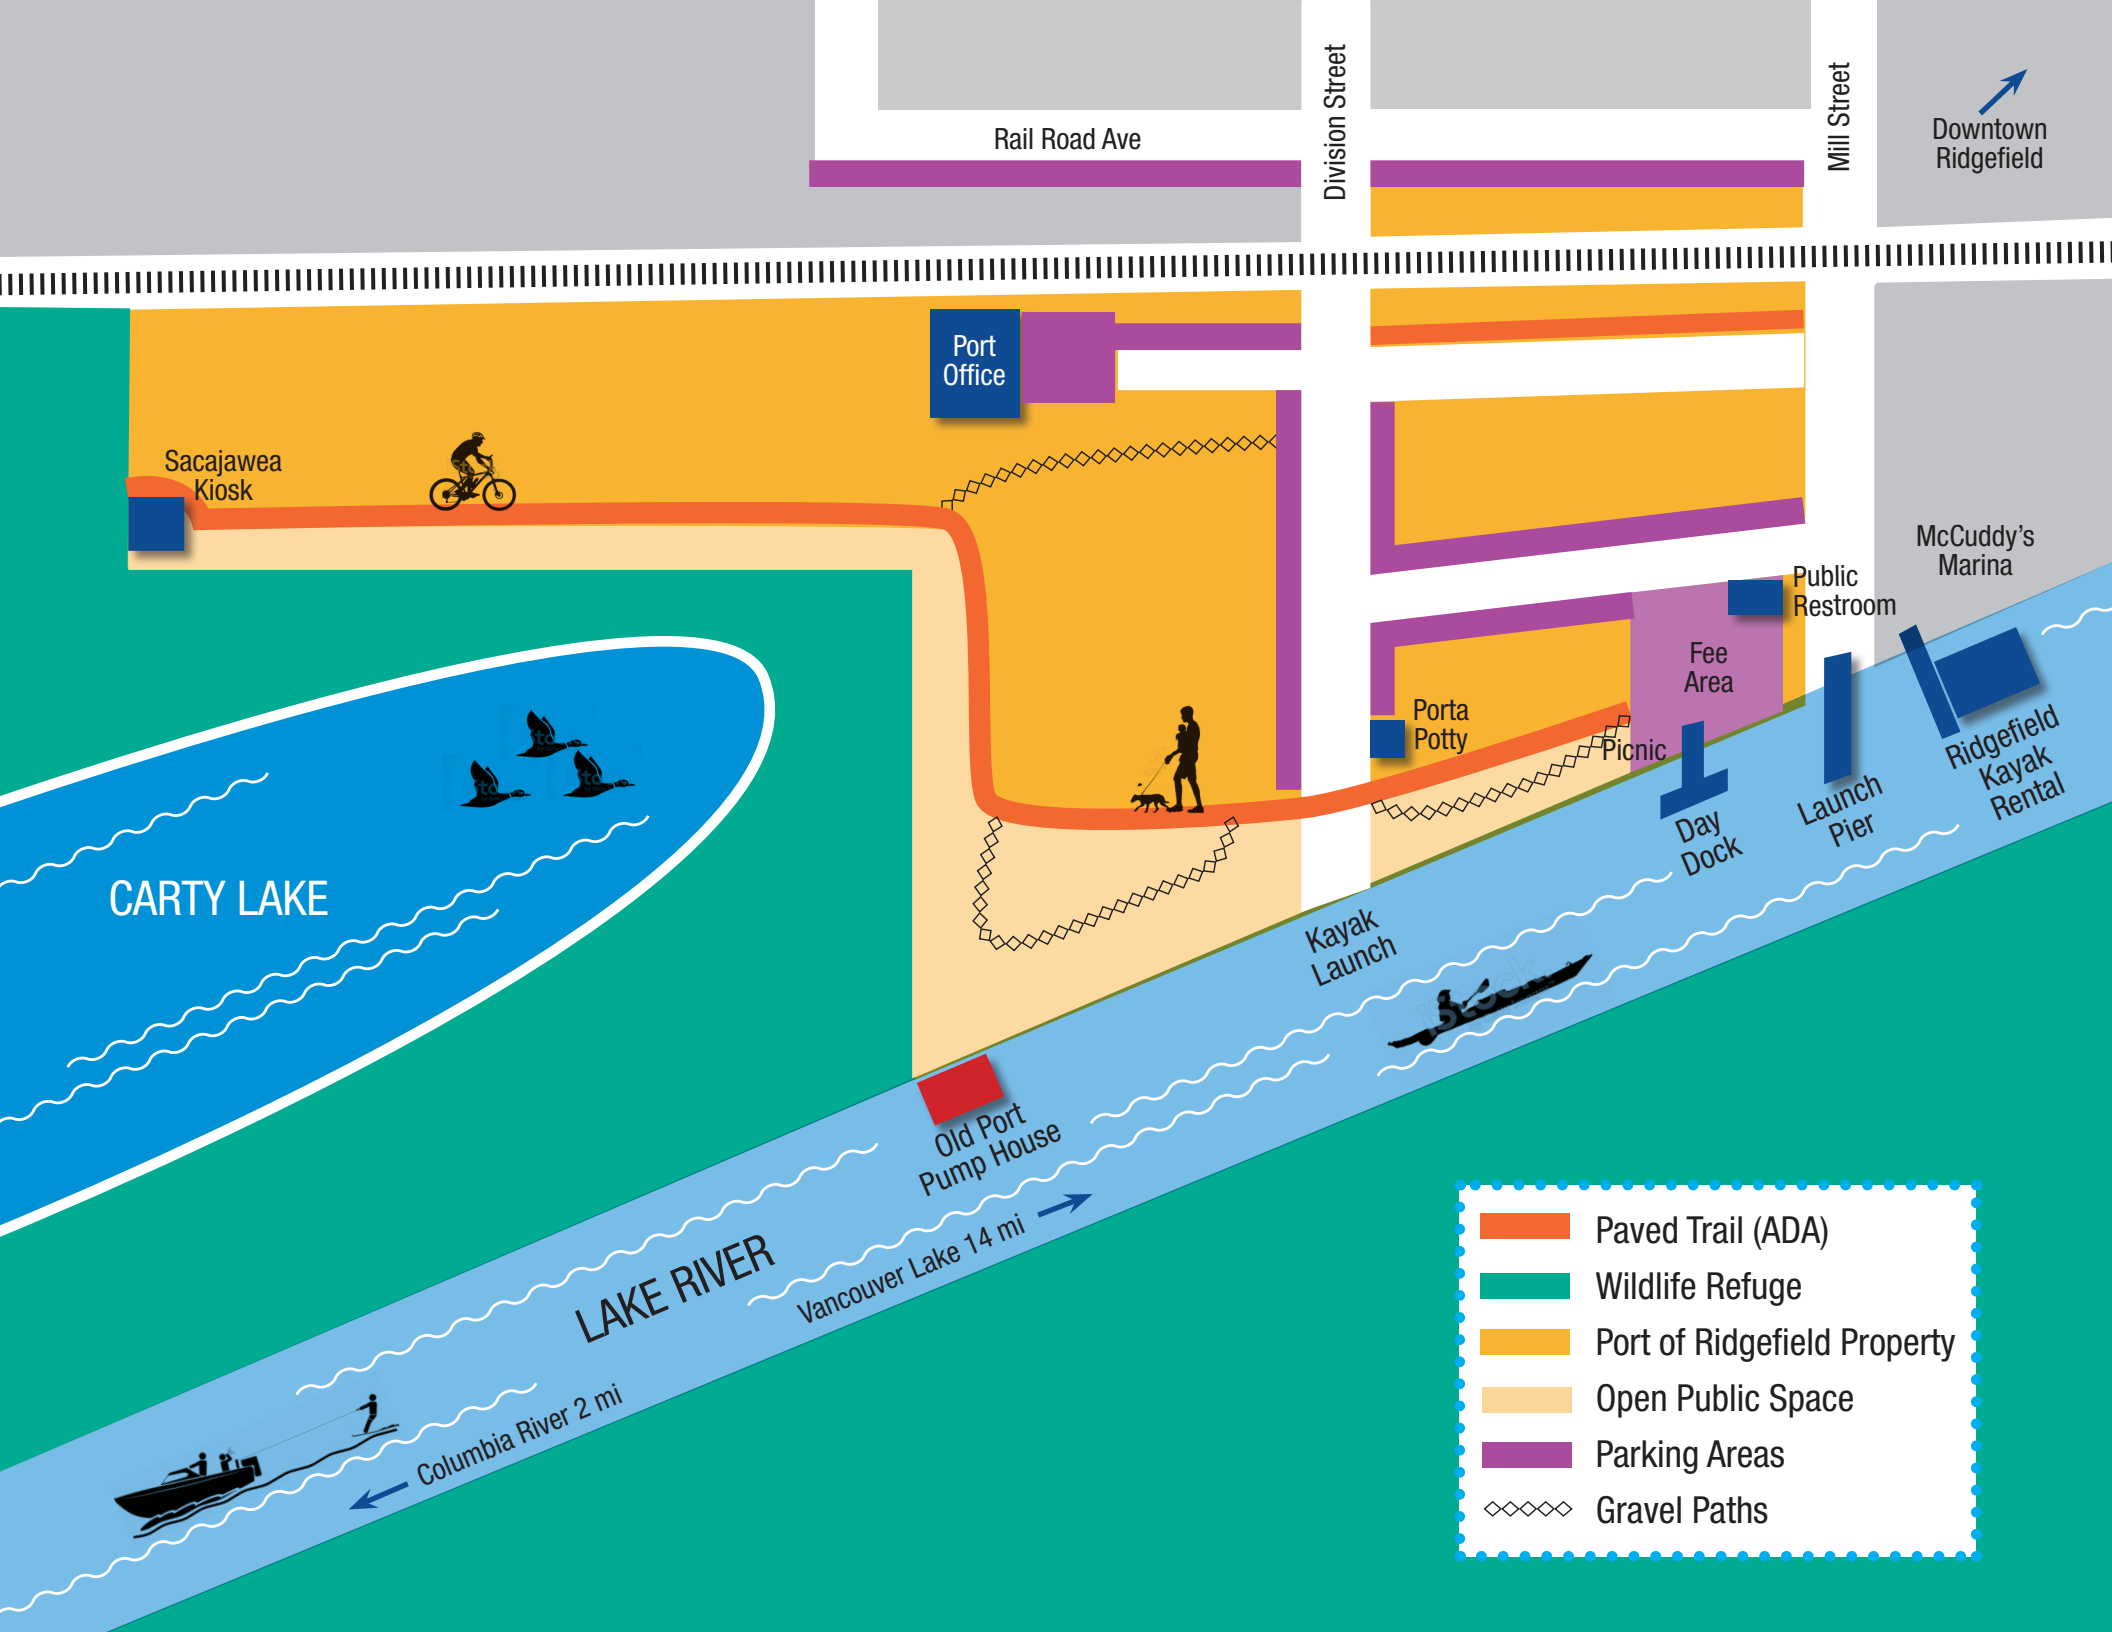 Rail Road Ave
Division Street
Mill Street
Downtown
Ridgefield
Port
Office
Sacajawea
Kiosk
McCuddy's
Marina
Public
Restroom
Fee
Area
Porta
Potty
Picnic
Day
Dock
Launch
Pier
Ridgefield
Kayak
Rental
CARTY LAKE
Kayak
Launch
iStock
Old Port
Pump House
LAKE RIVER
Vancouver Lake 14 mi
Columbia River 2 mi
Paved Trail (ADA)
Wildlife Refuge
Port of Ridgefield Property
Open Public Space
Parking Areas
Gravel Paths